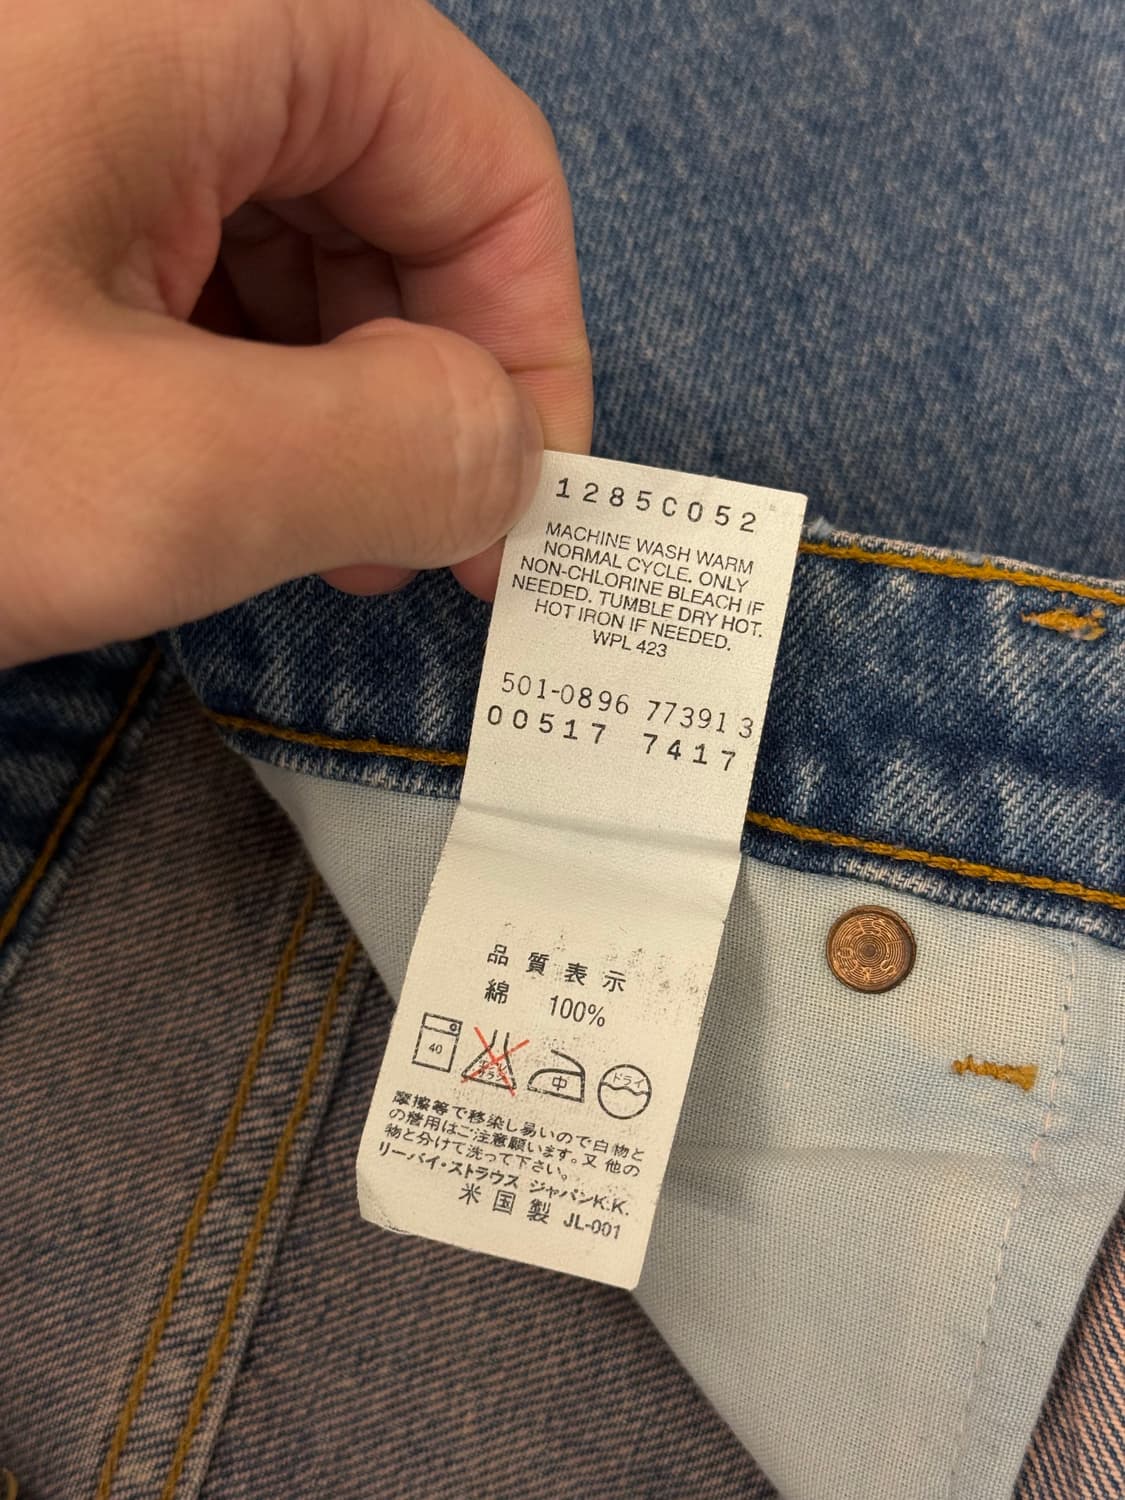 1285C052
MACHINE WASH WARM
NORMAL CYCLE. ONLY
NON-CHLORINE BLEACH IF
NEEDED. TUMBLE DRY HOT.
HOT IRON IF NEEDED.
WPL 423
501-0896 77391 3
00517 7417
品質表示
綿 100%
40
中
ドライ
摩擦等で移染し易いので白物と
の着用はご注意願います。又他の
物と分けて洗って下さい。
リーバイ・ストラウス ジャパンK.K.
米国製 JL-001